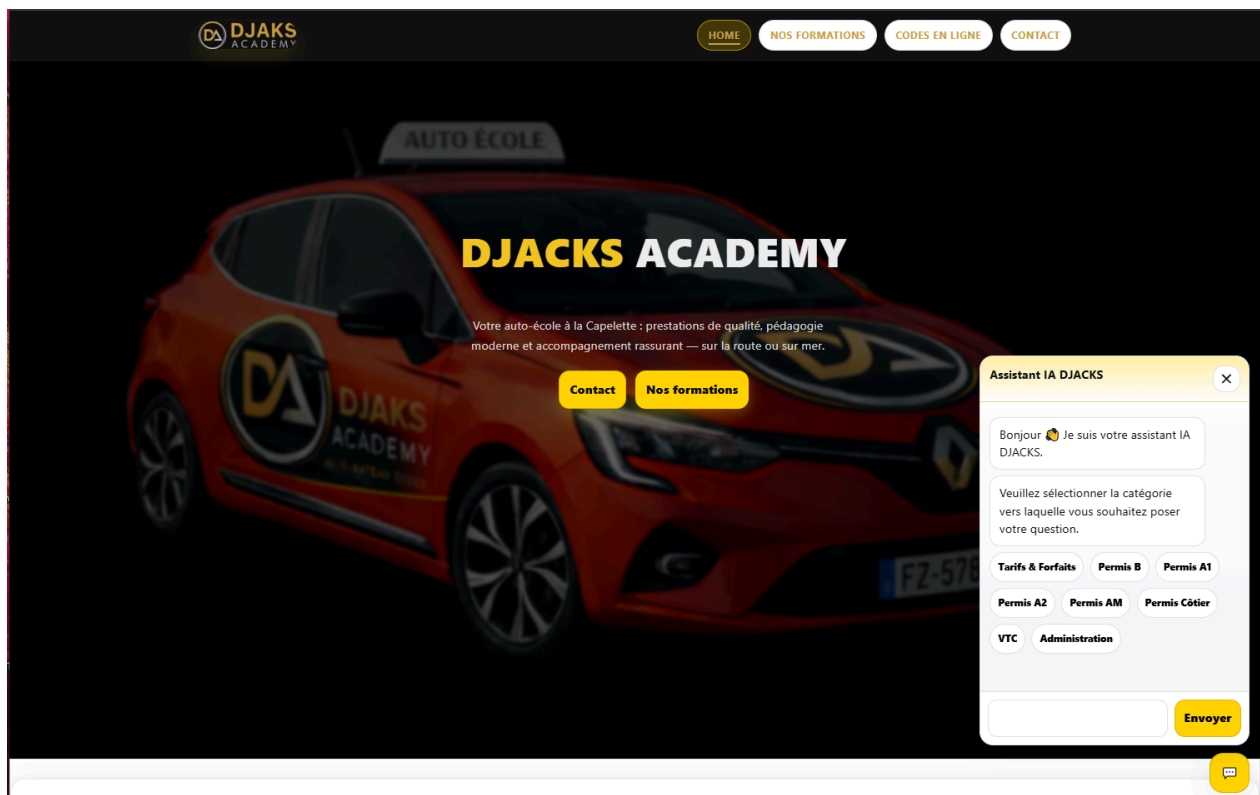 DJAKS
ACADEMY
HOME
NOS FORMATIONS
CODES EN LIGNE
CONTACT
AUTO ÉCOLE
DJACKS ACADEMY
Votre auto-école à la Capelette : prestations de qualité, pédagogie
moderne et accompagnement rassurant — sur la route ou sur mer.
Contact
Nos formations
DA
DJAKS
ACADEMY
FZ-578
Assistant IA DJACKS
Bonjour 👋 Je suis votre assistant IA
DJACKS.
Veuillez sélectionner la catégorie
vers laquelle vous souhaitez poser
votre question.
Tarifs & Forfaits
Permis B
Permis A1
Permis A2
Permis AM
Permis Côtier
VTC
Administration
Envoyer